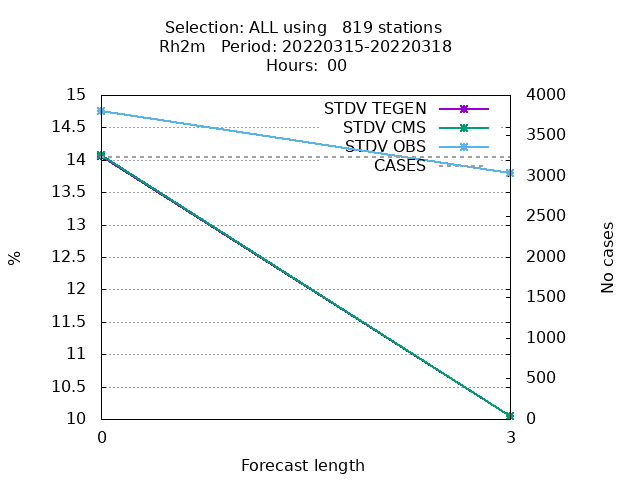 Selection: ALL using   819 stations
Rh2m   Period: 20220315-20220318
Hours:  00
15
14.5
14
13.5
13
12.5
12
11.5
11
10.5
10
%
4000
3500
3000
2500
2000
1500
1000
500
0
No cases
STDV TEGEN
STDV CMS
STDV OBS
CASES
0
3
Forecast length